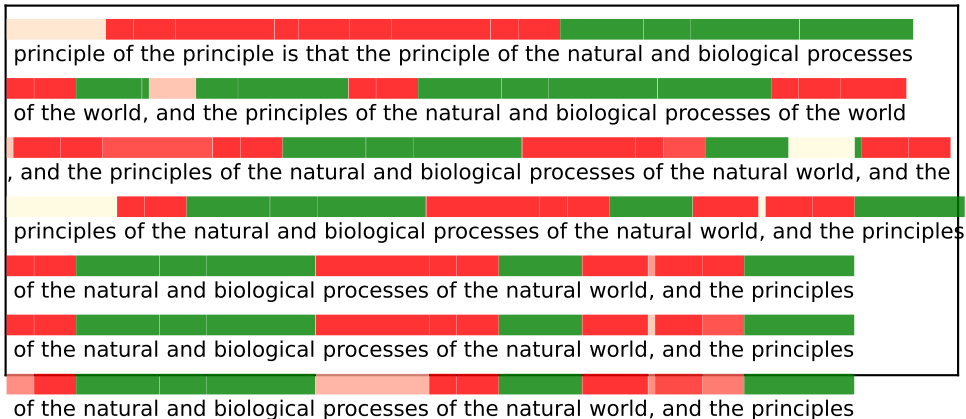 principle of the principle is that the principle of the natural and biological processes
of the world, and the principles of the natural and biological processes of the world
, and the principles of the natural and biological processes of the natural world, and the
principles of the natural and biological processes of the natural world, and the principles
of the natural and biological processes of the natural world, and the principles
of the natural and biological processes of the natural world, and the principles
of the natural and biological processes of the natural world, and the principles